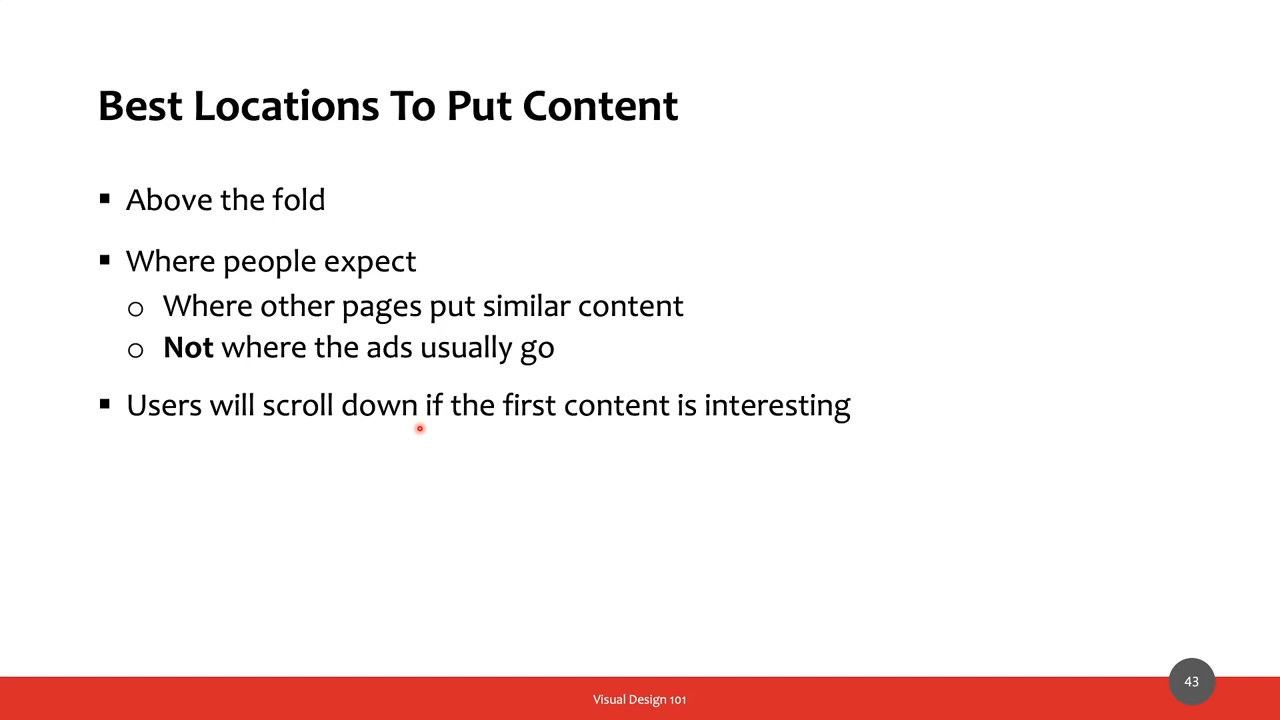 Best Locations To Put Content
▪ Above the fold
▪ Where people expect
o Where other pages put similar content
o Not where the ads usually go
▪ Users will scroll down if the first content is interesting
43
Visual Design 101